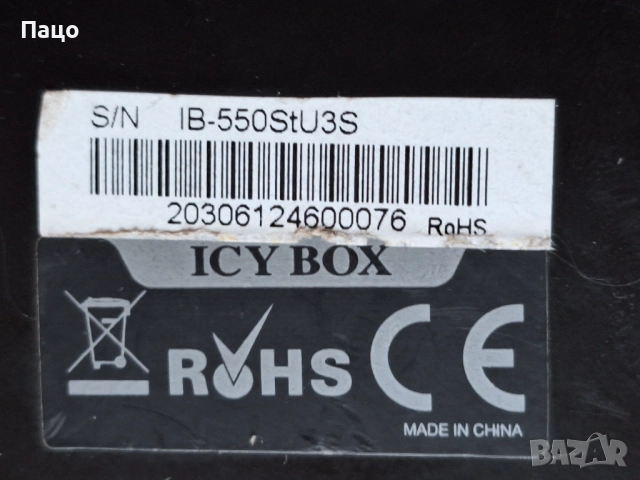 Пацо
S/N IB-550StU3S
20306124600076 RoHS
ICY BOX
RoHS CE
MADE IN CHINA
BAZAR